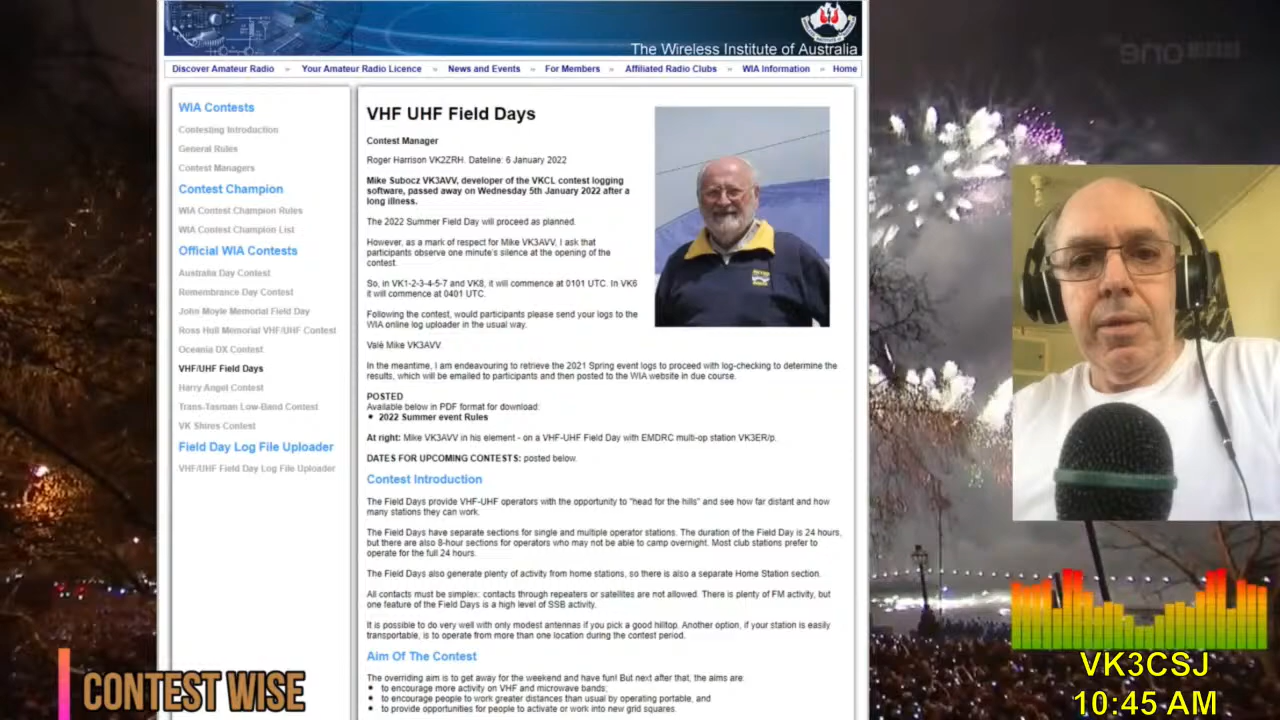 The Wireless Institute of Australia
Discover Amateur Radio » Your Amateur Radio Licence » News and Events » For Members » Affiliated Radio Clubs » WIA Information » Home
WIA Contests
Contesting Introduction
General Rules
Contest Managers
Contest Champion
WIA Contest Champion Rules
WIA Contest Champion List
Official WIA Contests
Australia Day Contest
Remembrance Day Contest
John Moyle Memorial Field Day
Ross Hull Memorial VHF/UHF Contest
Oceania DX Contest
VHF/UHF Field Days
Harry Angel Contest
Trans-Tasman Low-Band Contest
VK Shires Contest
Field Day Log File Uploader
VHF/UHF Field Day Log File Uploader
VHF UHF Field Days
Contest Manager
Roger Harrison VK2ZRH. Dateline: 6 January 2022
Mike Subocz VK3AVV, developer of the VKCL contest logging
software, passed away on Wednesday 5th January 2022 after a
long illness.
The 2022 Summer Field Day will proceed as planned.
However, as a mark of respect for Mike VK3AVV, I ask that
participants observe one minute's silence at the opening of the
contest.
So, in VK1-2-3-4-5-7 and VK8, it will commence at 0101 UTC. In VK6
it will commence at 0401 UTC.
Following the contest, would participants please send your logs to the
WIA online log uploader in the usual way.
Valé Mike VK3AVV.
In the meantime, I am endeavouring to retrieve the 2021 Spring event logs to proceed with log-checking to determine the
results, which will be emailed to participants and then posted to the WIA website in due course.
POSTED
Available below in PDF format for download:
• 2022 Summer event Rules
At right: Mike VK3AVV in his element - on a VHF-UHF Field Day with EMDRC multi-op station VK3ER/p.
DATES FOR UPCOMING CONTESTS: posted below.
Contest Introduction
The Field Days provide VHF-UHF operators with the opportunity to "head for the hills" and see how far distant and how
many stations they can work.
The Field Days have separate sections for single and multiple operator stations. The duration of the Field Day is 24 hours,
but there are also 8-hour sections for operators who may not be able to camp overnight. Most club stations prefer to
operate for the full 24 hours.
The Field Days also generate plenty of activity from home stations, so there is also a separate Home Station section.
All contacts must be simplex: contacts through repeaters or satellites are not allowed. There is plenty of FM activity, but
one feature of the Field Days is a high level of SSB activity.
It is possible to do very well with only modest antennas if you pick a good hilltop. Another option, if your station is easily
transportable, is to operate from more than one location during the contest period.
Aim Of The Contest
The overriding aim is to get away for the weekend and have fun! But next after that, the aims are:
• to encourage more activity on VHF and microwave bands;
• to encourage people to work greater distances than usual by operating portable, and
• to provide opportunities for people to activate or work into new grid squares.
CONTEST WISE
VK3CSJ
10:45 AM